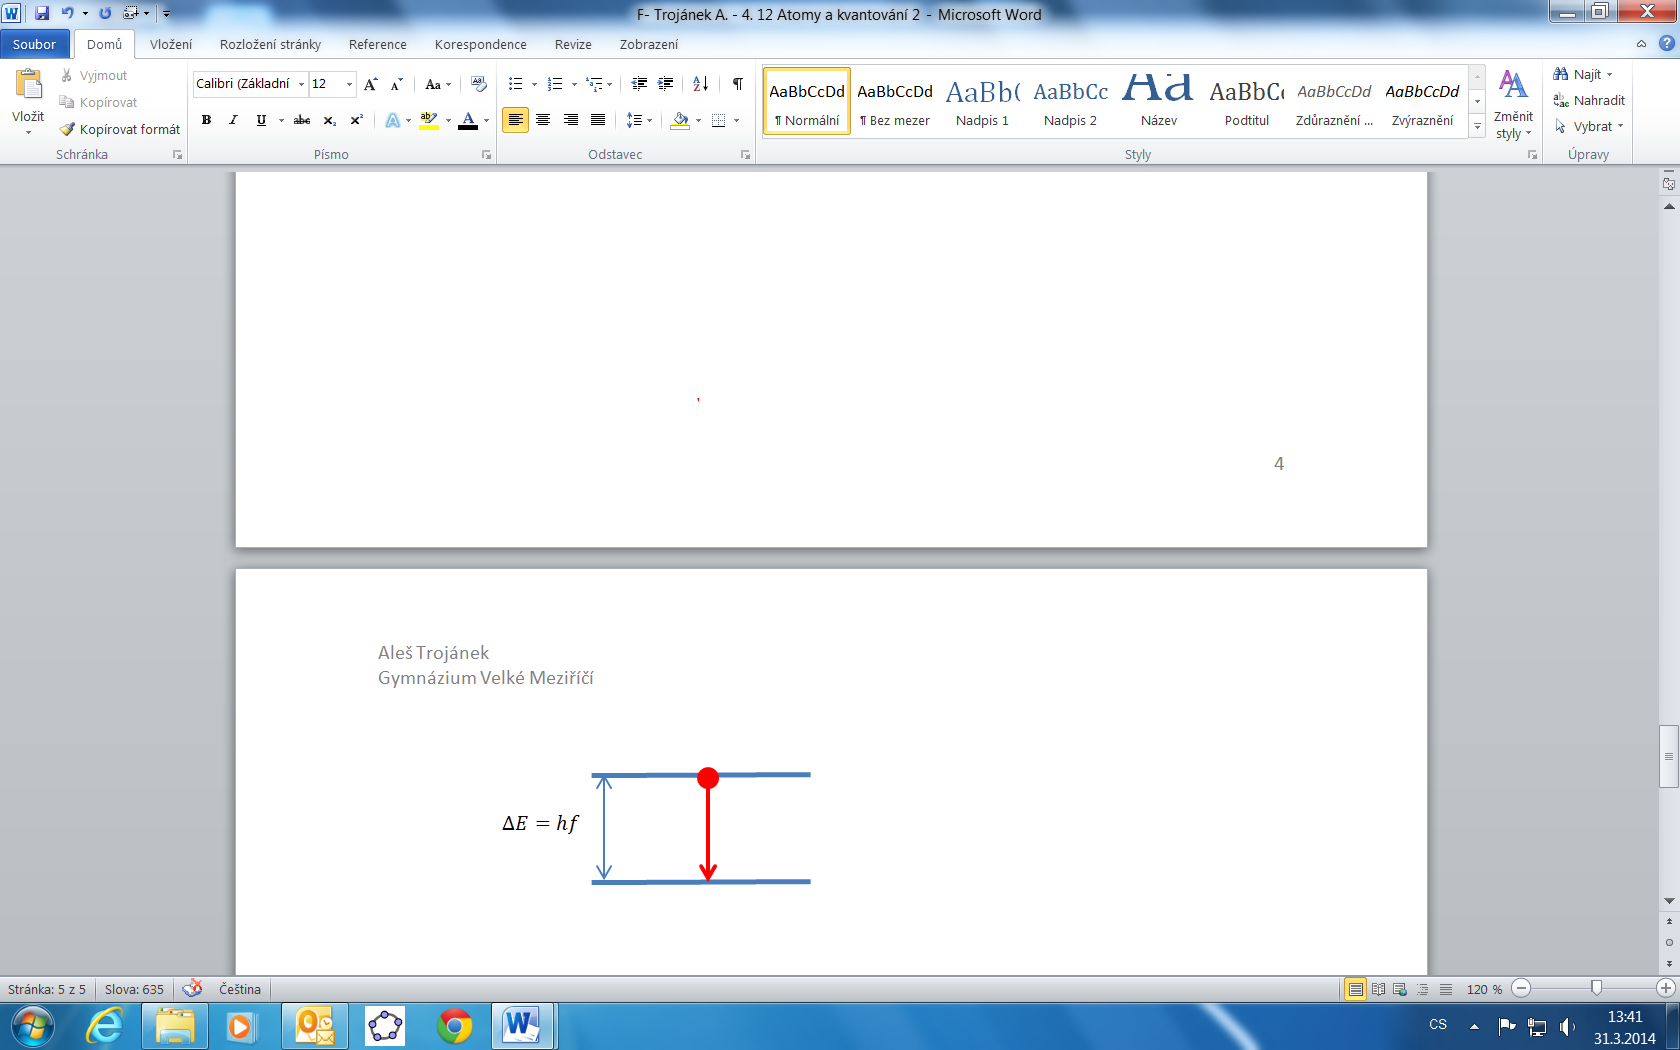 F- Trojánek A. - 4. 12 Atomy a kvantování 2 - Microsoft Word
Soubor Domů Vložení Rozložení stránky Reference Korespondence Revize Zobrazení
Vložit
Vyjmout
Kopírovat
Kopírovat formát
Schránka
Calibri (Základní 12
Písmo
Odstavec
AaBbCcDd AaBbCcDd AaBb( AaBbCc Aa AaBbCc AaBbCcDd AaBbCcDd
¶ Normální ¶ Bez mezer Nadpis 1 Nadpis 2 Název Podtitul Zdůraznění ... Zvýraznění
Styly
Změnit
styly
Najít
Nahradit
Vybrat
Úpravy
4
Aleš Trojánek
Gymnázium Velké Meziříčí
ΔE = hf
Stránka: 5 z 5 Slova: 635 Čeština 120 %
CS
13:41
31.3.2014